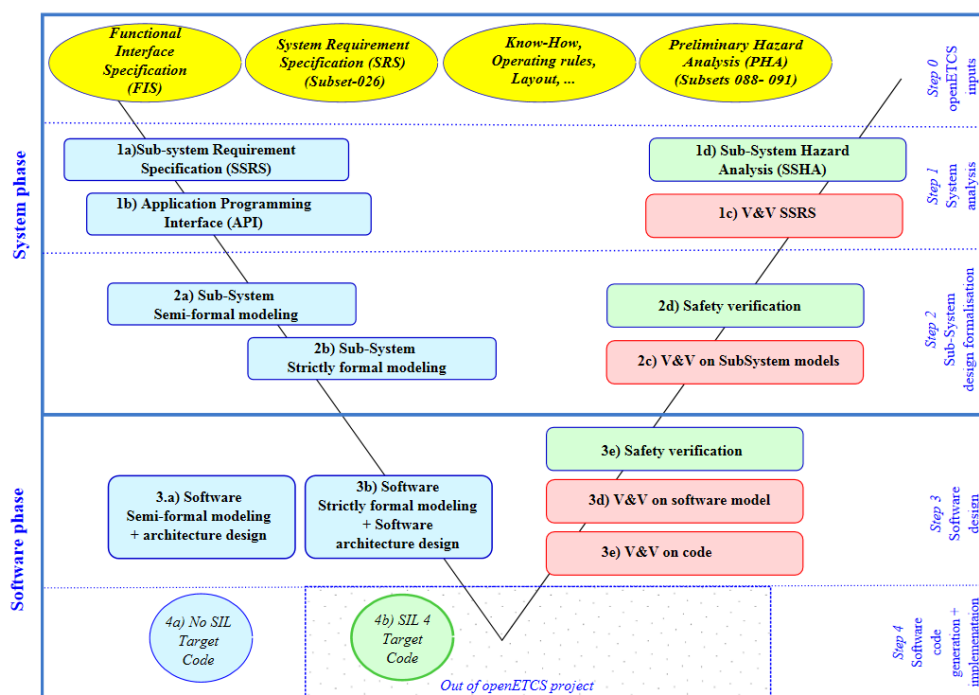 Functional
Interface
Specification
(FIS)
System Requirement
Specification (SRS)
(Subset-026)
Know-How,
Operating rules,
Layout, ...
Preliminary Hazard
Analysis (PHA)
(Subsets 088- 091)
Step 0
openETCS
inputs
System phase
1a)Sub-system Requirement
Specification (SSRS)
1b) Application Programming
Interface (API)
1d) Sub-System Hazard
Analysis (SSHA)
1c) V&V SSRS
Step 1
System
analysis
2a) Sub-System
Semi-formal modeling
2b) Sub-System
Strictly formal modeling
2d) Safety verification
2c) V&V on SubSystem models
Step 2
Sub-System
design formalisation
Software phase
3.a) Software
Semi-formal modeling
+ architecture design
3b) Software
Strictly formal modeling
+ Software
architecture design
3e) Safety verification
3d) V&V on software model
3e) V&V on code
Step 3
Software
design
4a) No SIL
Target
Code
4b) SIL 4
Target
Code
Out of openETCS project
Step 4
Software
code
generation +
implementaion